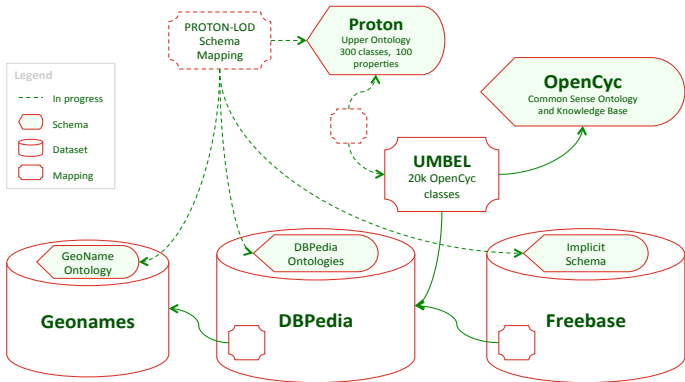 PROTON-LOD
Schema
Mapping
Proton
Upper Ontology
300 classes, 100
properties
Legend
In progress
Schema
Dataset
Mapping
OpenCyc
Common Sense Ontology
and Knowledge Base
UMBEL
20k OpenCyc
classes
GeoName
Ontology
DBPedia
Ontologies
Implicit
Schema
Geonames
DBPedia
Freebase